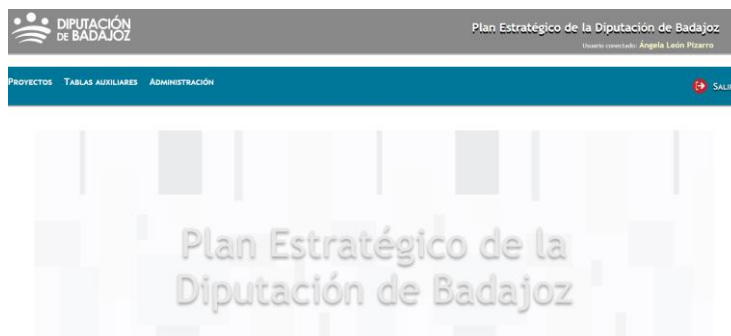 DIPUTACIÓN
DE BADAJOZ
Plan Estratégico de la Diputación de Badajoz
Usuario conectado: Ángela León Pizarro
PROYECTOS TABLAS AUXILIARES ADMINISTRACIÓN
SALIR
Plan Estratégico de la
Diputación de Badajoz